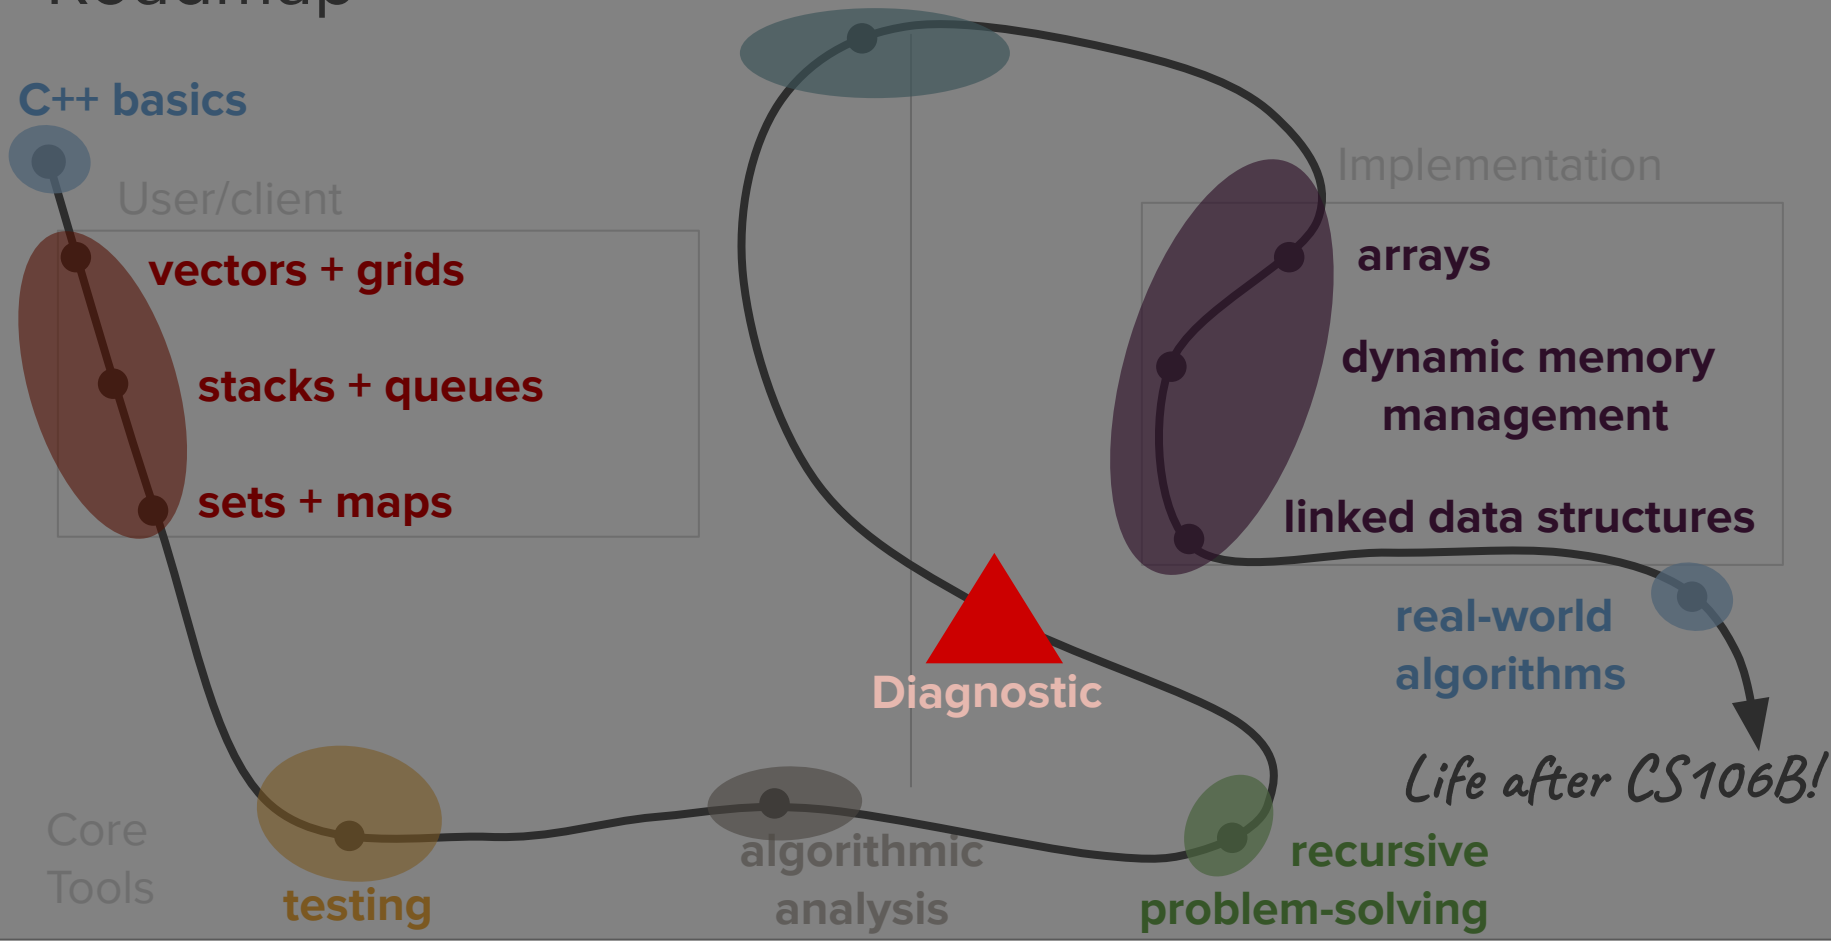 Roadmap
C++ basics
User/client
vectors + grids
stacks + queues
sets + maps
Core
Tools
testing
algorithmic
analysis
recursive
problem-solving
Diagnostic
Implementation
arrays
dynamic memory
management
linked data structures
real-world
algorithms
Life after CS106B!